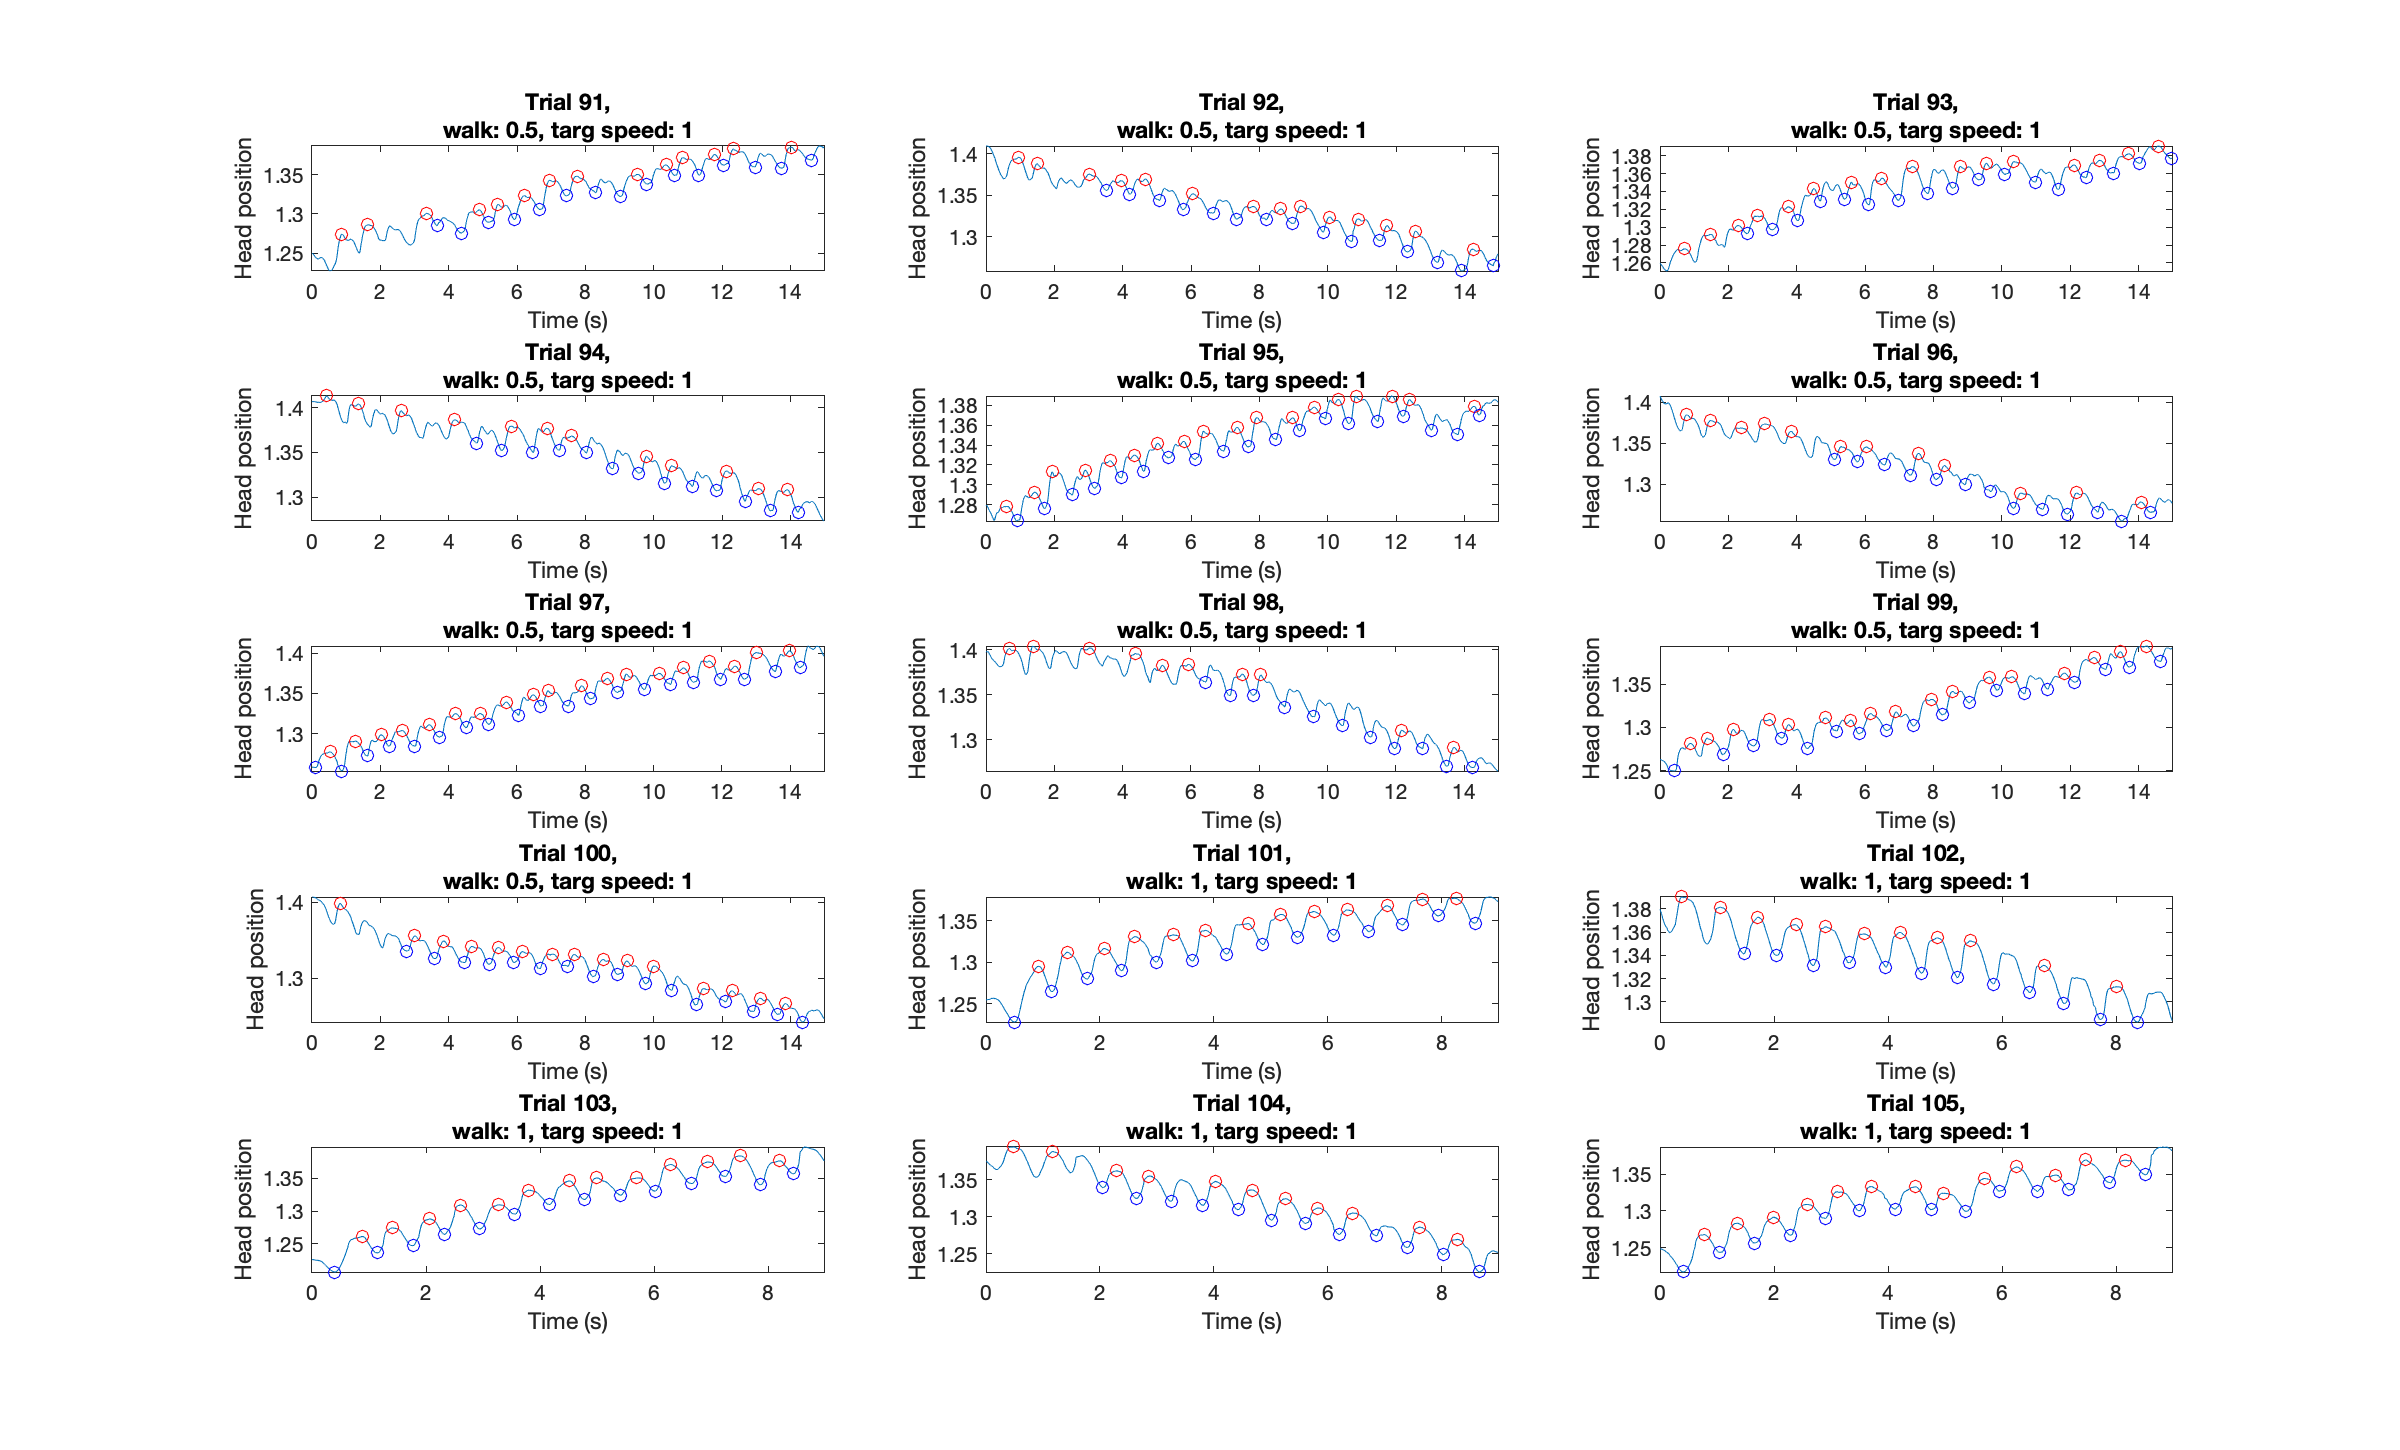 Trial 91,
walk: 0.5, targ speed: 1
Head position
1.35
1.3
1.25
0 2 4 6 8 10 12 14
Time (s)
Trial 92,
walk: 0.5, targ speed: 1
Head position
1.4
1.35
1.3
0 2 4 6 8 10 12 14
Time (s)
Trial 93,
walk: 0.5, targ speed: 1
Head position
1.38
1.36
1.34
1.32
1.3
1.28
1.26
0 2 4 6 8 10 12 14
Time (s)
Trial 94,
walk: 0.5, targ speed: 1
Head position
1.4
1.35
1.3
0 2 4 6 8 10 12 14
Time (s)
Trial 95,
walk: 0.5, targ speed: 1
Head position
1.38
1.36
1.34
1.32
1.3
1.28
0 2 4 6 8 10 12 14
Time (s)
Trial 96,
walk: 0.5, targ speed: 1
Head position
1.4
1.35
1.3
0 2 4 6 8 10 12 14
Time (s)
Trial 97,
walk: 0.5, targ speed: 1
Head position
1.4
1.35
1.3
0 2 4 6 8 10 12 14
Time (s)
Trial 98,
walk: 0.5, targ speed: 1
Head position
1.4
1.35
1.3
0 2 4 6 8 10 12 14
Time (s)
Trial 99,
walk: 0.5, targ speed: 1
Head position
1.35
1.3
1.25
0 2 4 6 8 10 12 14
Time (s)
Trial 100,
walk: 0.5, targ speed: 1
Head position
1.4
1.3
0 2 4 6 8 10 12 14
Time (s)
Trial 101,
walk: 1, targ speed: 1
Head position
1.35
1.3
1.25
0 2 4 6 8
Time (s)
Trial 102,
walk: 1, targ speed: 1
Head position
1.38
1.36
1.34
1.32
1.3
0 2 4 6 8
Time (s)
Trial 103,
walk: 1, targ speed: 1
Head position
1.35
1.3
1.25
0 2 4 6 8
Time (s)
Trial 104,
walk: 1, targ speed: 1
Head position
1.35
1.3
1.25
0 2 4 6 8
Time (s)
Trial 105,
walk: 1, targ speed: 1
Head position
1.35
1.3
1.25
0 2 4 6 8
Time (s)